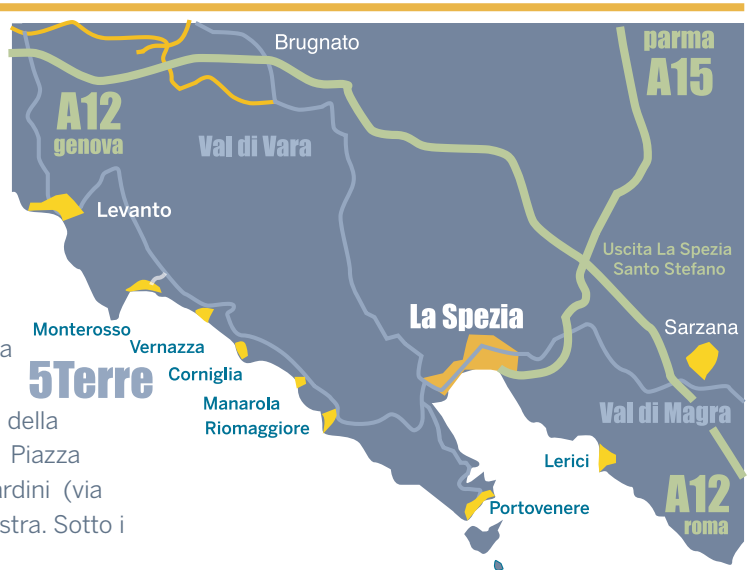 Brugnato
parma
A15
A12
genova
Val di Vara
Levanto
Uscita La Spezia
Santo Stefano
La Spezia
Sarzana
Monterosso
Vernazza
5Terre
Corniglia
Manarola
Riomaggiore
Val di Magra
Lerici
Portovenere
A12
roma
a
della
Piazza
ardini (via
stra. Sotto i